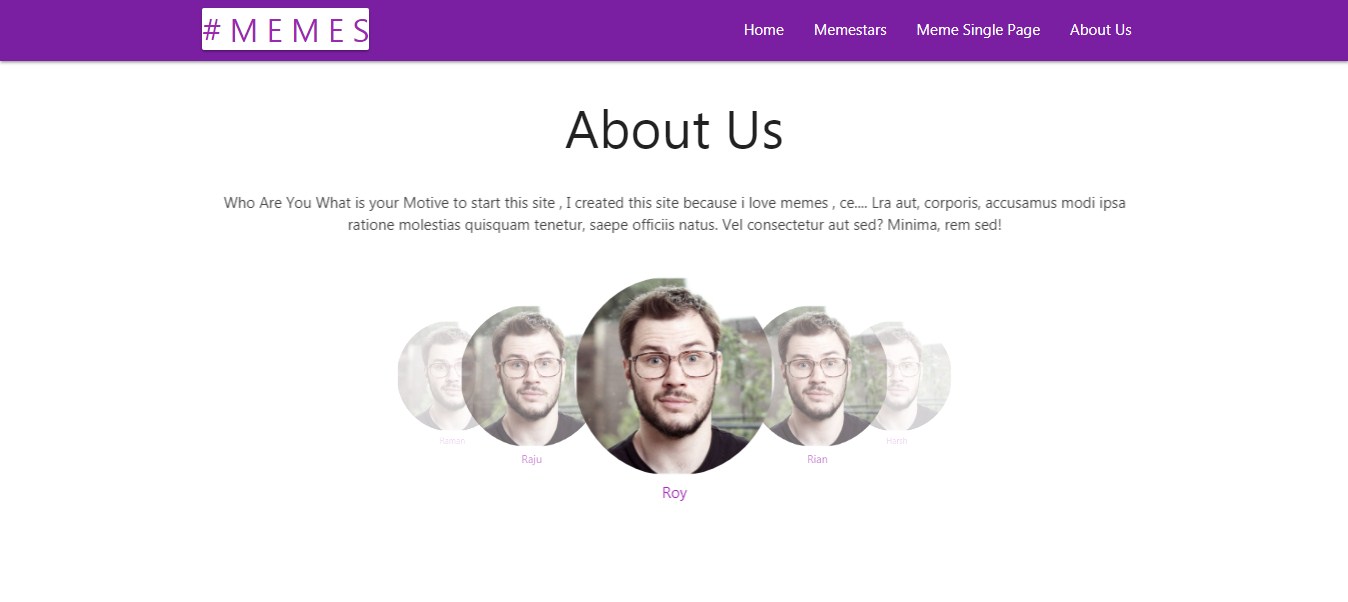 # M E M E S
Home Memestars Meme Single Page About Us
About Us
Who Are You What is your Motive to start this site , I created this site because i love memes , ce.... Lra aut, corporis, accusamus modi ipsa
ratione molestias quisquam tenetur, saepe officiis natus. Vel consectetur aut sed? Minima, rem sed!
Harsh
Raju Rian
Roy